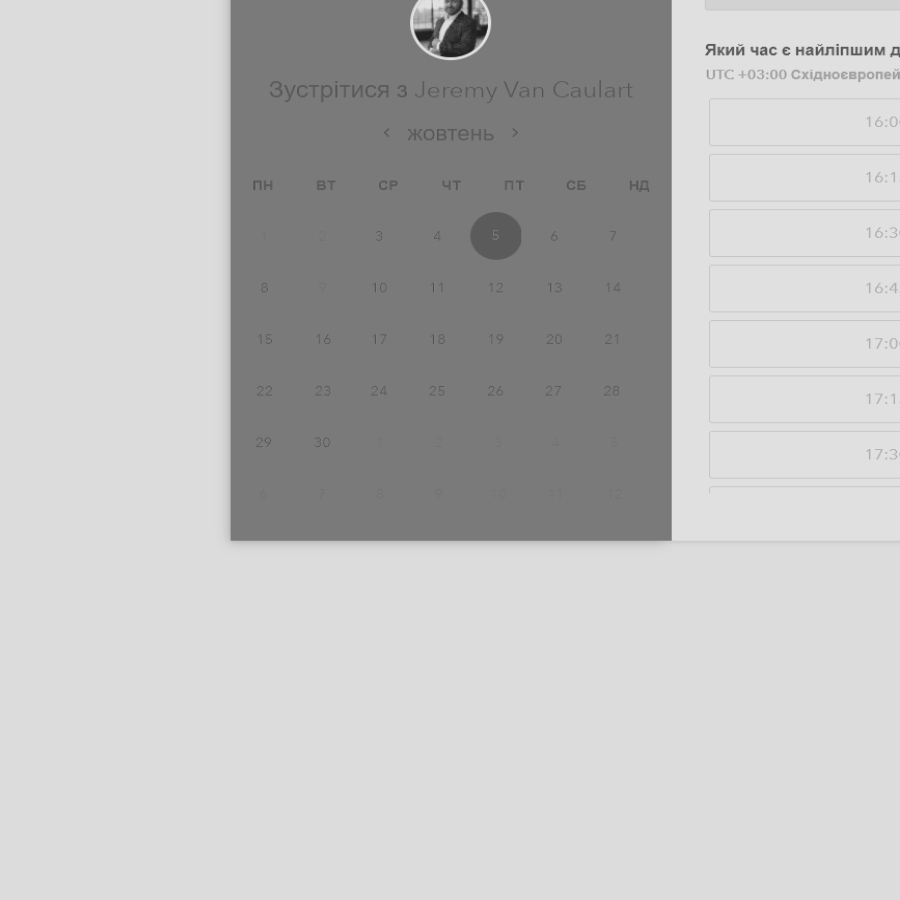 Зустрітися з Jeremy Van Caulart
жовтень
ПН ВТ СР ЧТ ПТ СБ НД
1 2 3 4 5 6 7
8 9 10 11 12 13 14
15 16 17 18 19 20 21
22 23 24 25 26 27 28
29 30 1 2 3 4 5
6 7 8 9 10 11 12
Який час є найліпшим
UTC +03:00
16:0
16:1
16:3
16:4
17:0
17:1
17:3